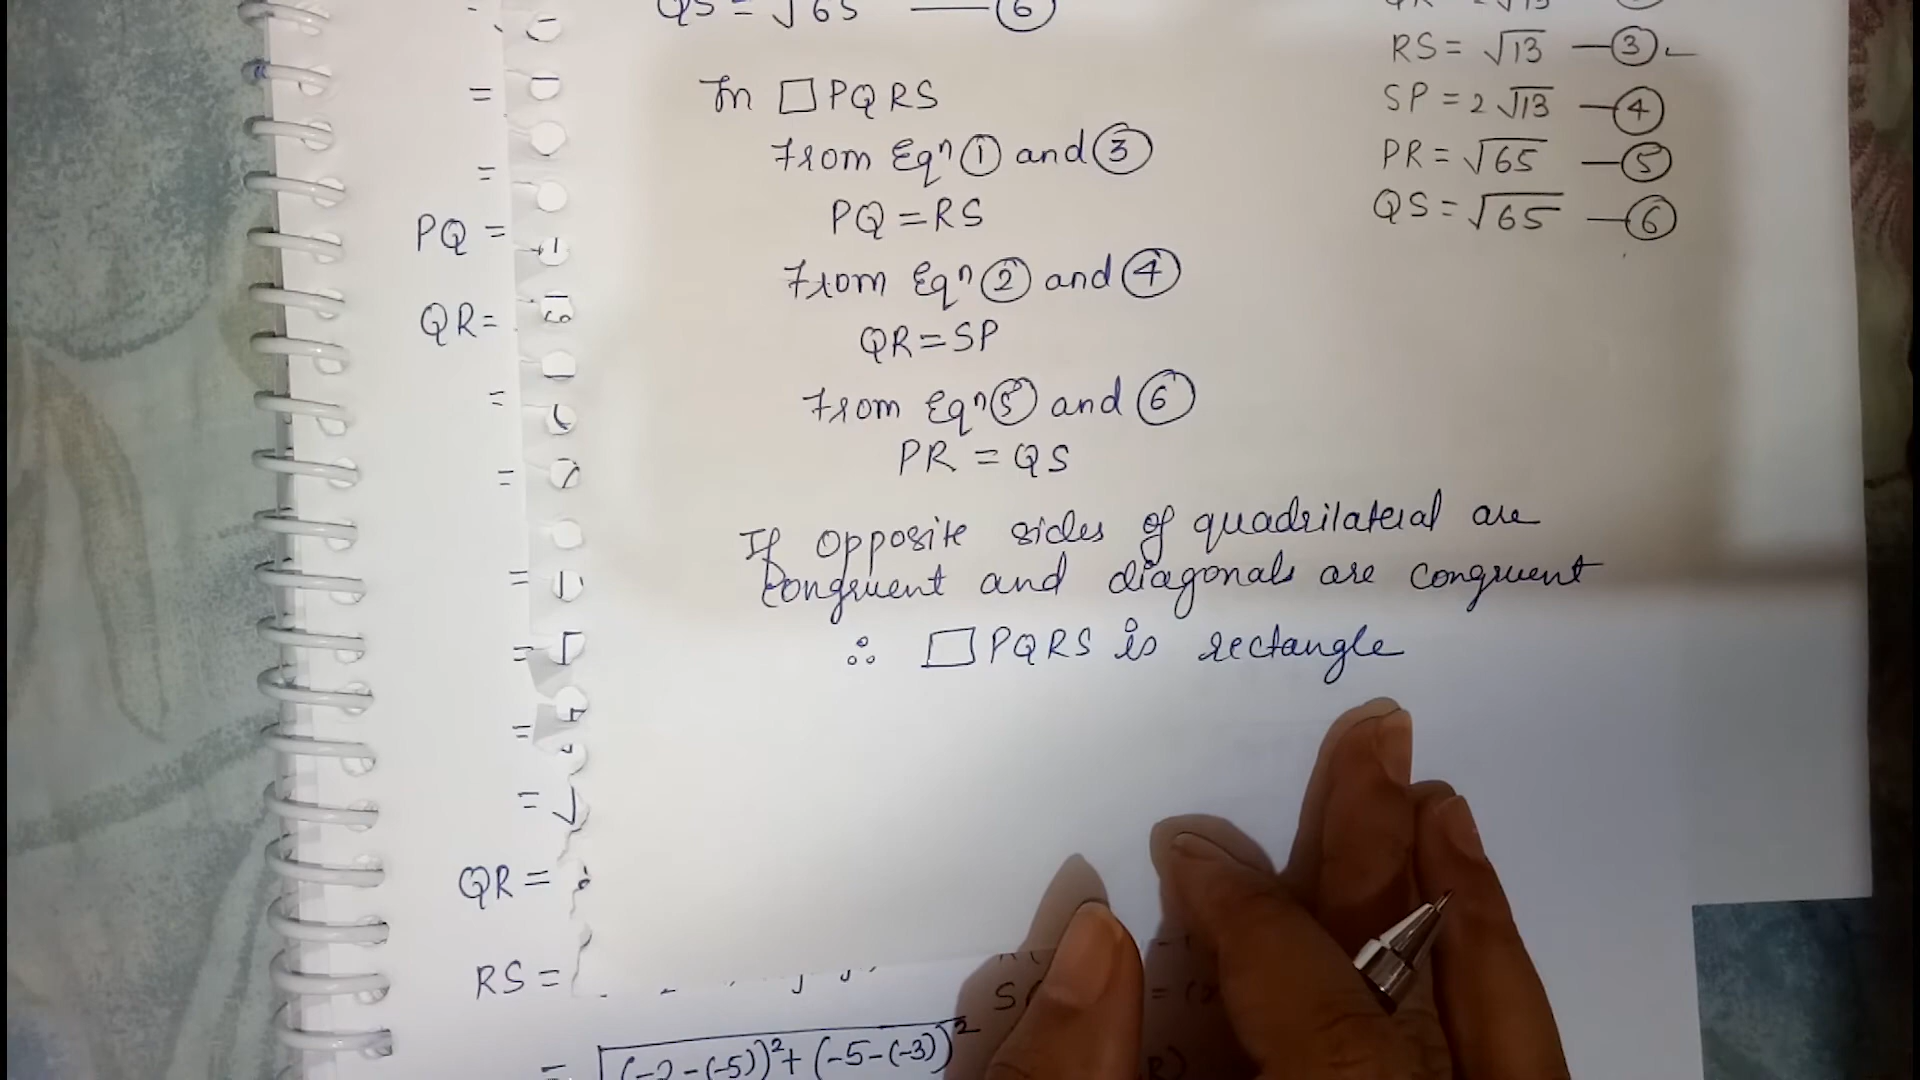 QS = √65 — ⑥
In □PQRS
From Eqⁿ ① and ③
PQ = RS
From Eqⁿ ② and ④
QR = SP
From Eqⁿ ⑤ and ⑥
PR = QS
If opposite sides of quadrilateral are
congruent and diagonals are congruent
∴ □PQRS is rectangle
RS = √13 — ③
SP = 2√13 — ④
PR = √65 — ⑤
QS = √65 — ⑥
=
=
PQ =
QR =
=
=
=
=
=
=
QR =
RS =
= √(-2-(-5))²+(-5-(-3))²